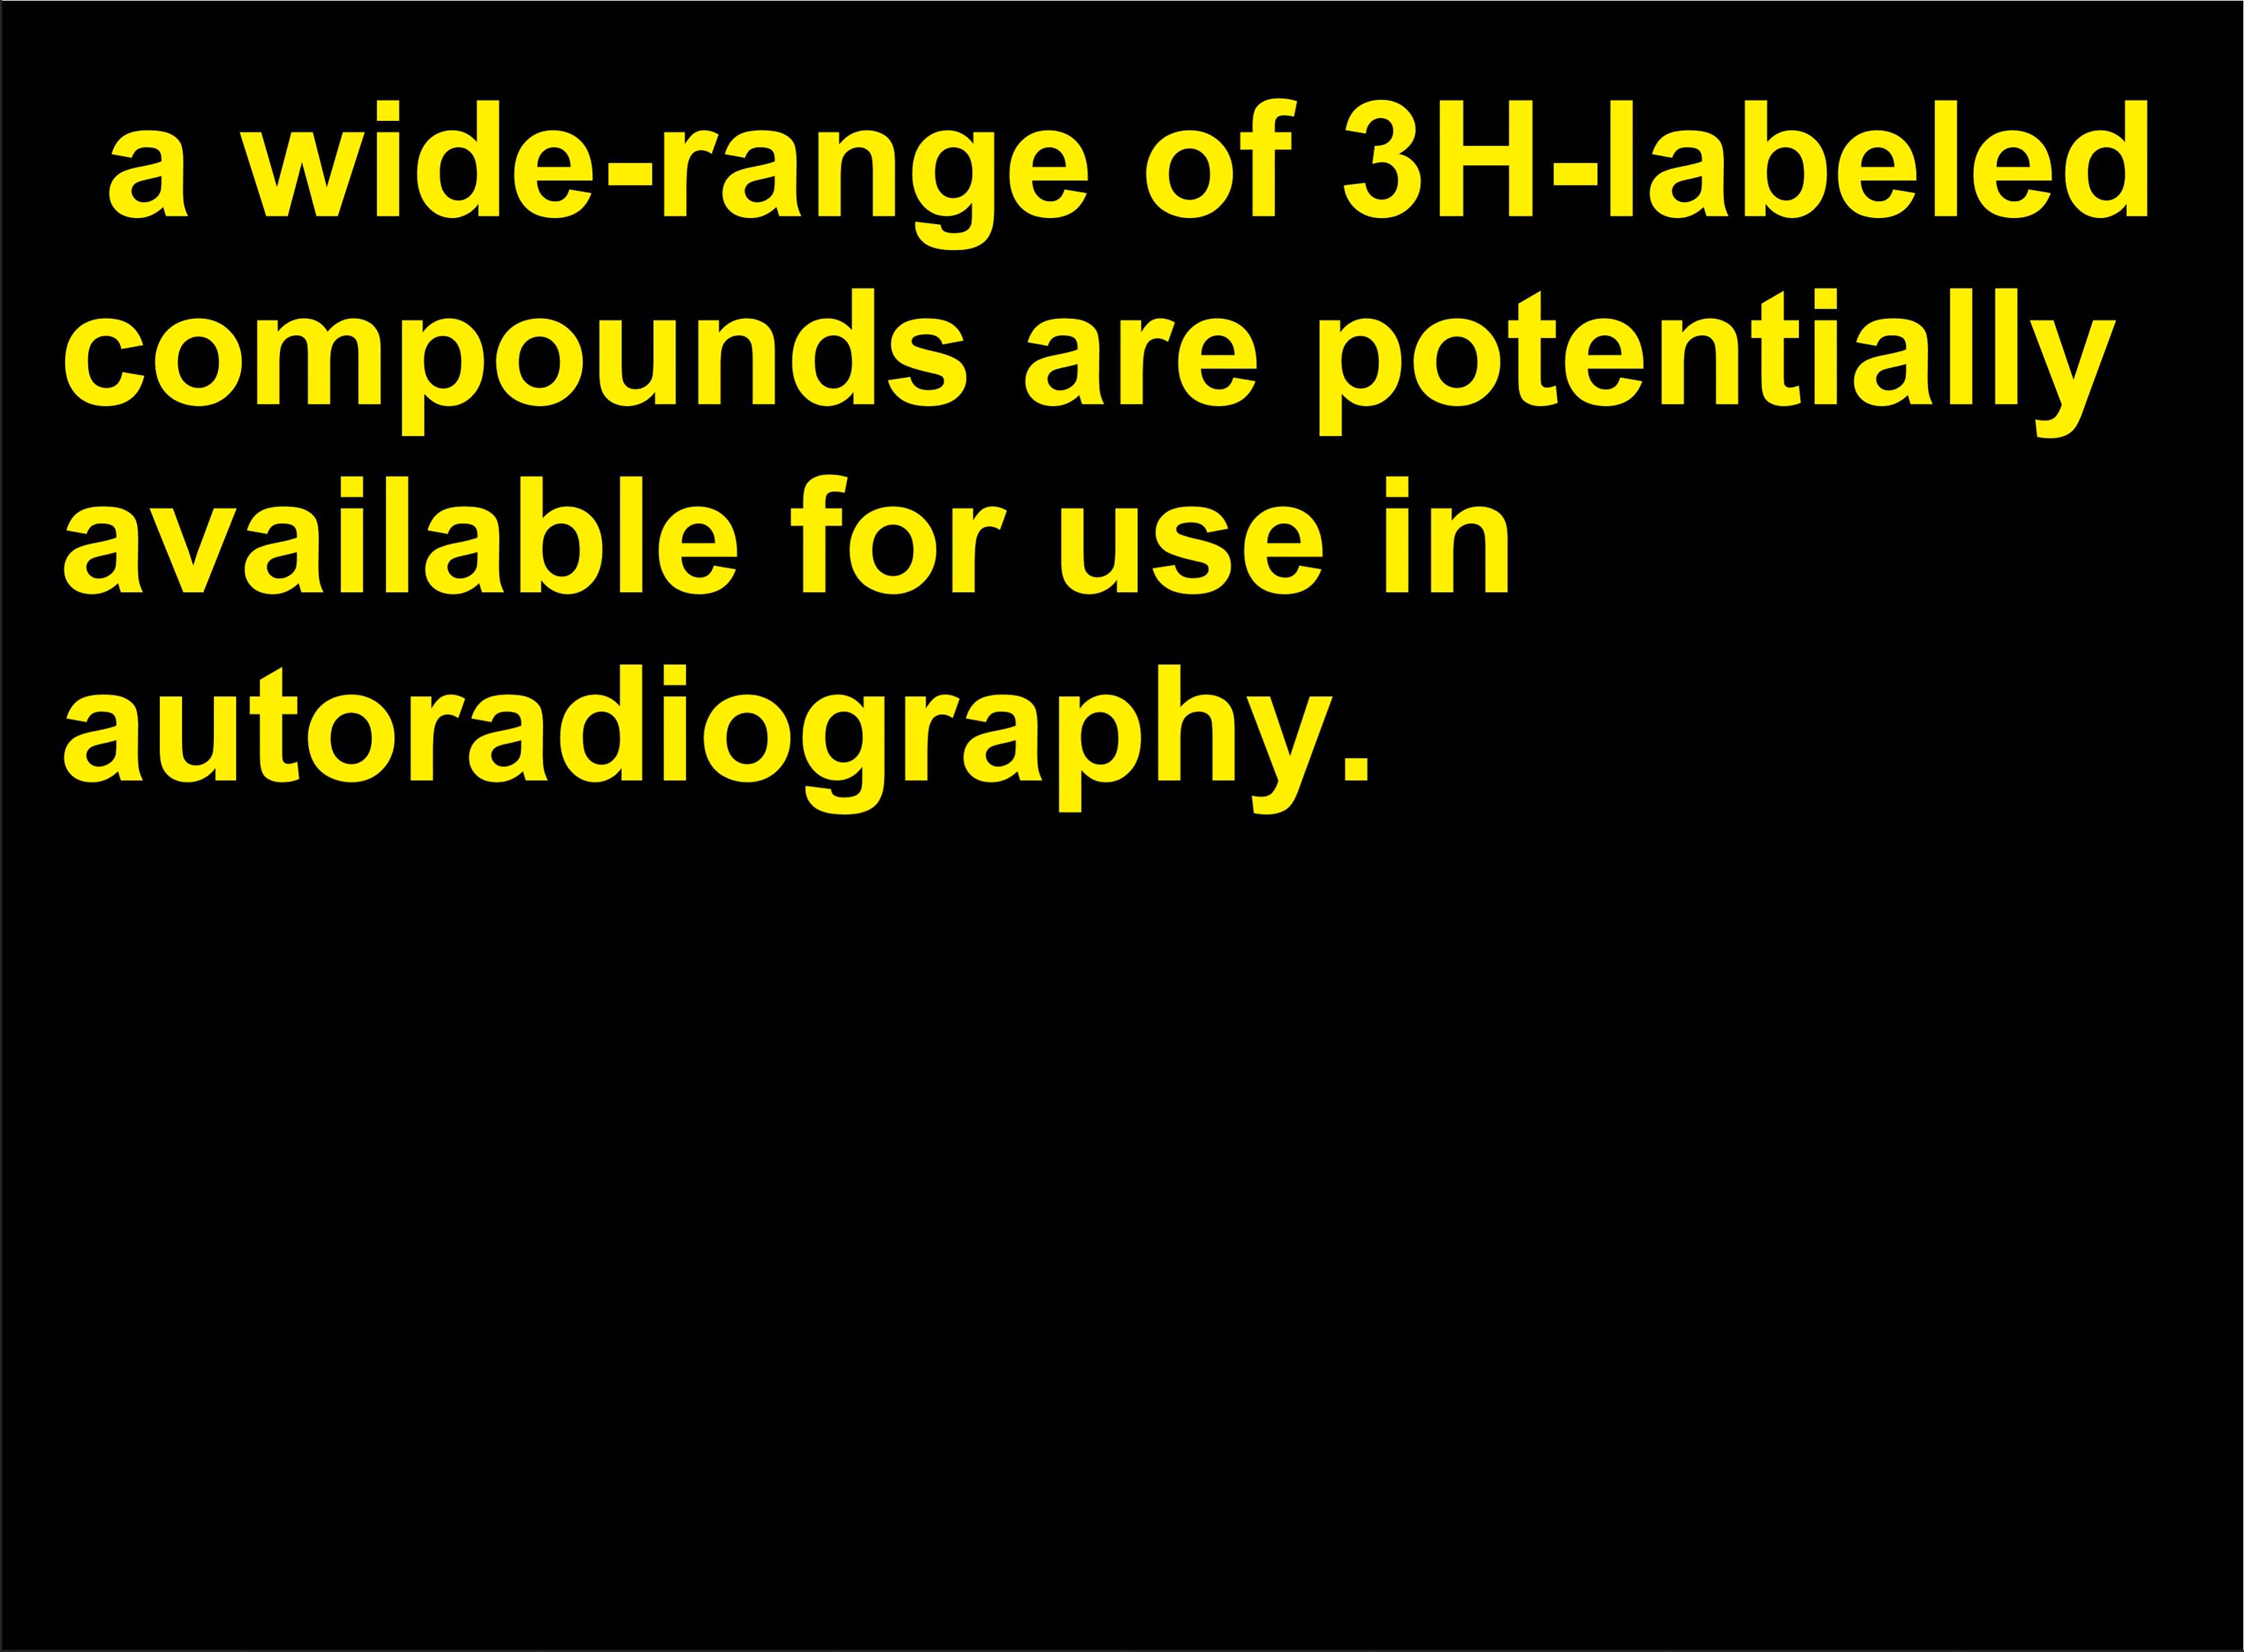 a wide-range of 3H-labeled
compounds are potentially
available for use in
autoradiography.